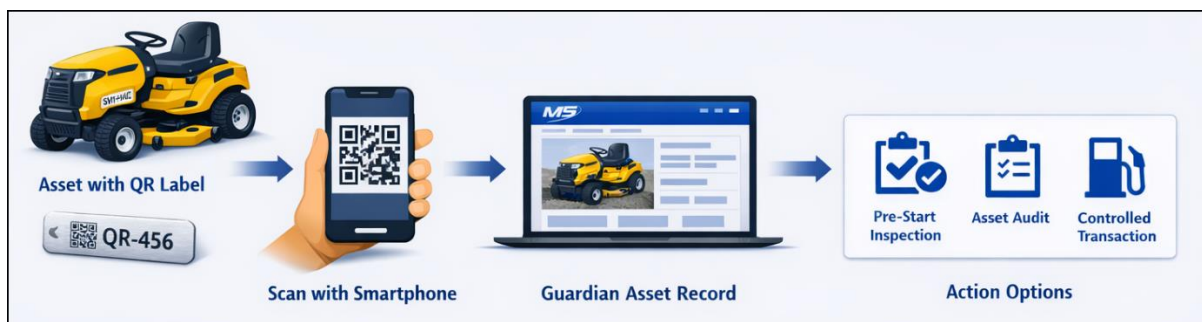 MS
Asset with QR Label
QR-456
Scan with Smartphone
Guardian Asset Record
Pre-Start
Inspection
Asset Audit
Controlled
Transaction
Action Options